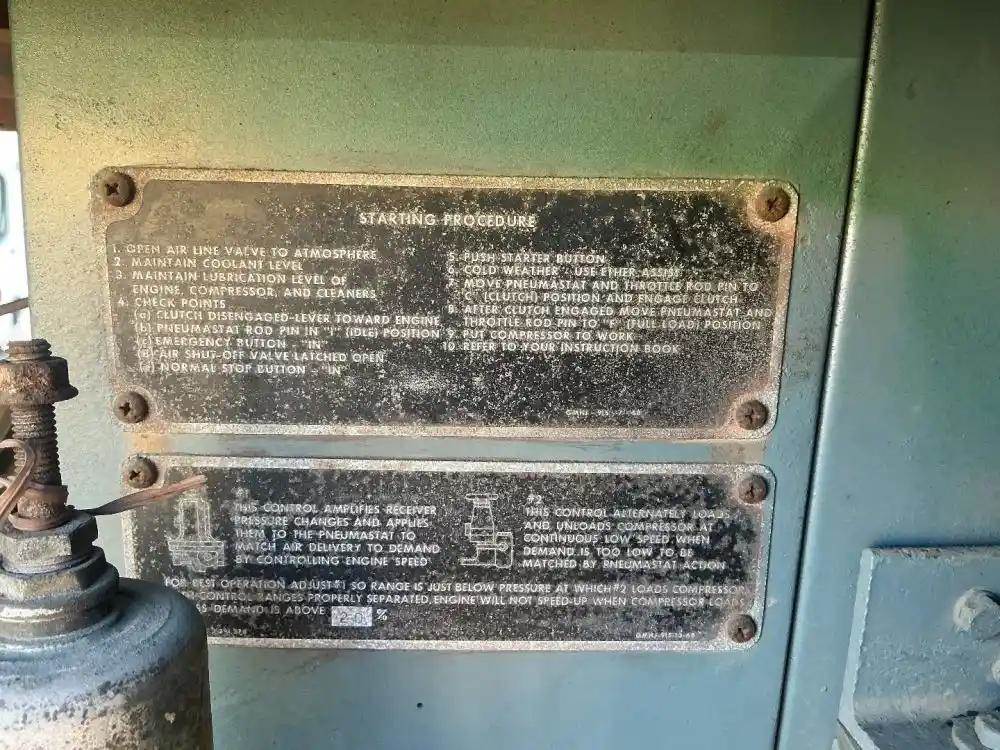 STARTING PROCEDURE
1. OPEN AIR LINE VALVE TO ATMOSPHERE
2. MAINTAIN COOLANT LEVEL
3. MAINTAIN LUBRICATION LEVEL OF
ENGINE, COMPRESSOR, AND CLEANERS
4. CHECK POINTS
(a) CLUTCH DISENGAGED-LEVER TOWARD ENGINE
(b) PNEUMASTAT ROD PIN IN "I" (IDLE) POSITION
(c) EMERGENCY BUTTON - "IN"
(d) AIR SHUT-OFF VALVE LATCHED OPEN
(e) NORMAL STOP BUTTON - "IN"
5. PUSH STARTER BUTTON
6. COLD WEATHER - USE ETHER ASSIST
7. MOVE PNEUMASTAT AND THROTTLE ROD PIN TO
"C" (CLUTCH) POSITION AND ENGAGE CLUTCH
8. AFTER CLUTCH ENGAGED MOVE PNEUMASTAT AND
THROTTLE ROD PIN TO "F" (FULL LOAD) POSITION
9. PUT COMPRESSOR TO WORK
10. REFER TO YOUR INSTRUCTION BOOK
THIS CONTROL AMPLIFIES RECEIVER
PRESSURE CHANGES AND APPLIES
THEM TO THE PNEUMASTAT TO
MATCH AIR DELIVERY TO DEMAND
BY CONTROLLING ENGINE SPEED
#2
THIS CONTROL ALTERNATELY LOADS
AND UNLOADS COMPRESSOR AT
CONTINUOUS LOW SPEED WHEN
DEMAND IS TOO LOW TO BE
MATCHED BY PNEUMASTAT ACTION
FOR BEST OPERATION ADJUST #1 SO RANGE IS JUST BELOW PRESSURE AT WHICH #2 LOADS COMPRESSOR
CONTROL RANGES PROPERLY SEPARATED, ENGINE WILL NOT SPEED-UP WHEN COMPRESSOR LOADS
DEMAND IS ABOVE %